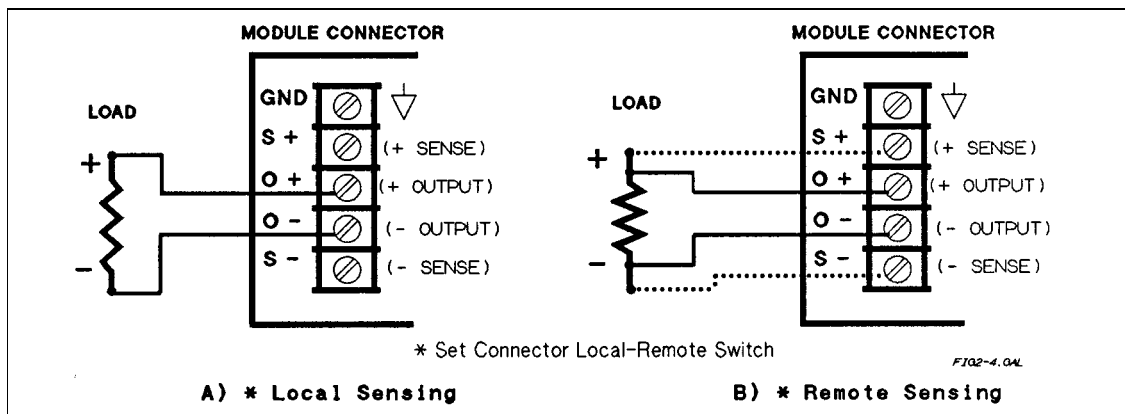 MODULE CONNECTOR
LOAD
+
-
GND
S +
O +
O -
S -
(+ SENSE)
(+ OUTPUT)
(- OUTPUT)
(- SENSE)
MODULE CONNECTOR
LOAD
+
-
GND
S +
O +
O -
S -
(+ SENSE)
(+ OUTPUT)
(- OUTPUT)
(- SENSE)
* Set Connector Local-Remote Switch
FIG2-4.GAL
A) * Local Sensing
B) * Remote Sensing